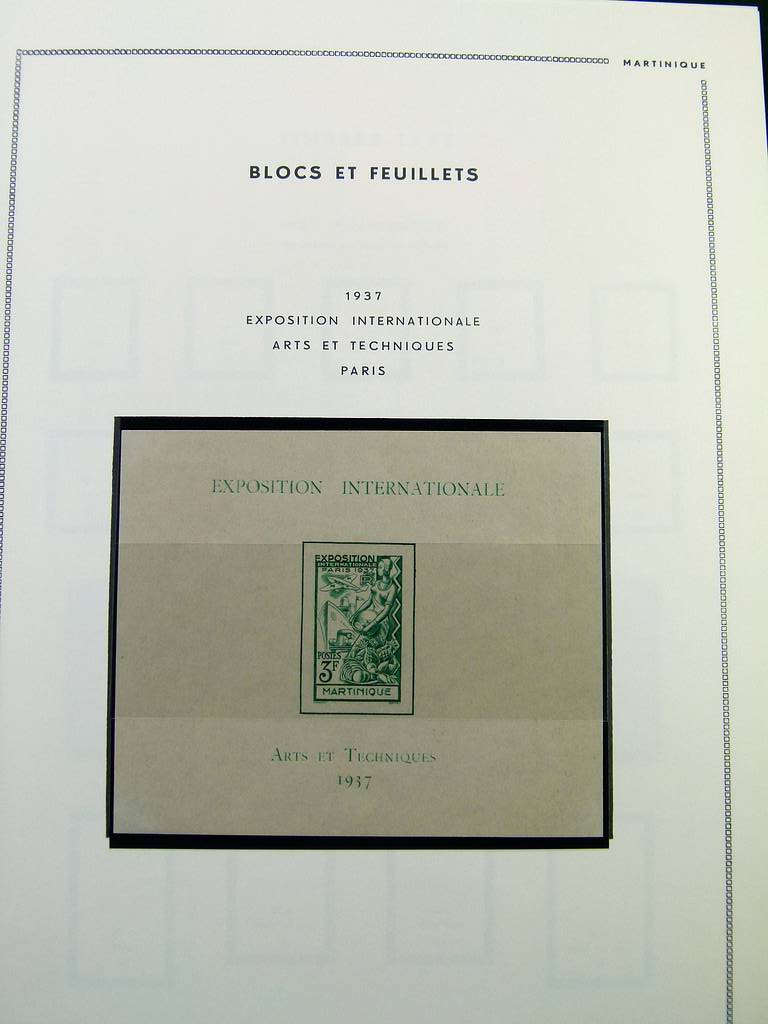 MARTINIQUE
BLOCS ET FEUILLETS
1937
EXPOSITION INTERNATIONALE
ARTS ET TECHNIQUES
PARIS
EXPOSITION INTERNATIONALE
EXPOSITION
INTERNATIONALE
PARIS 1937
RF
POSTES
3F
MARTINIQUE
ARTS ET TECHNIQUES
1937